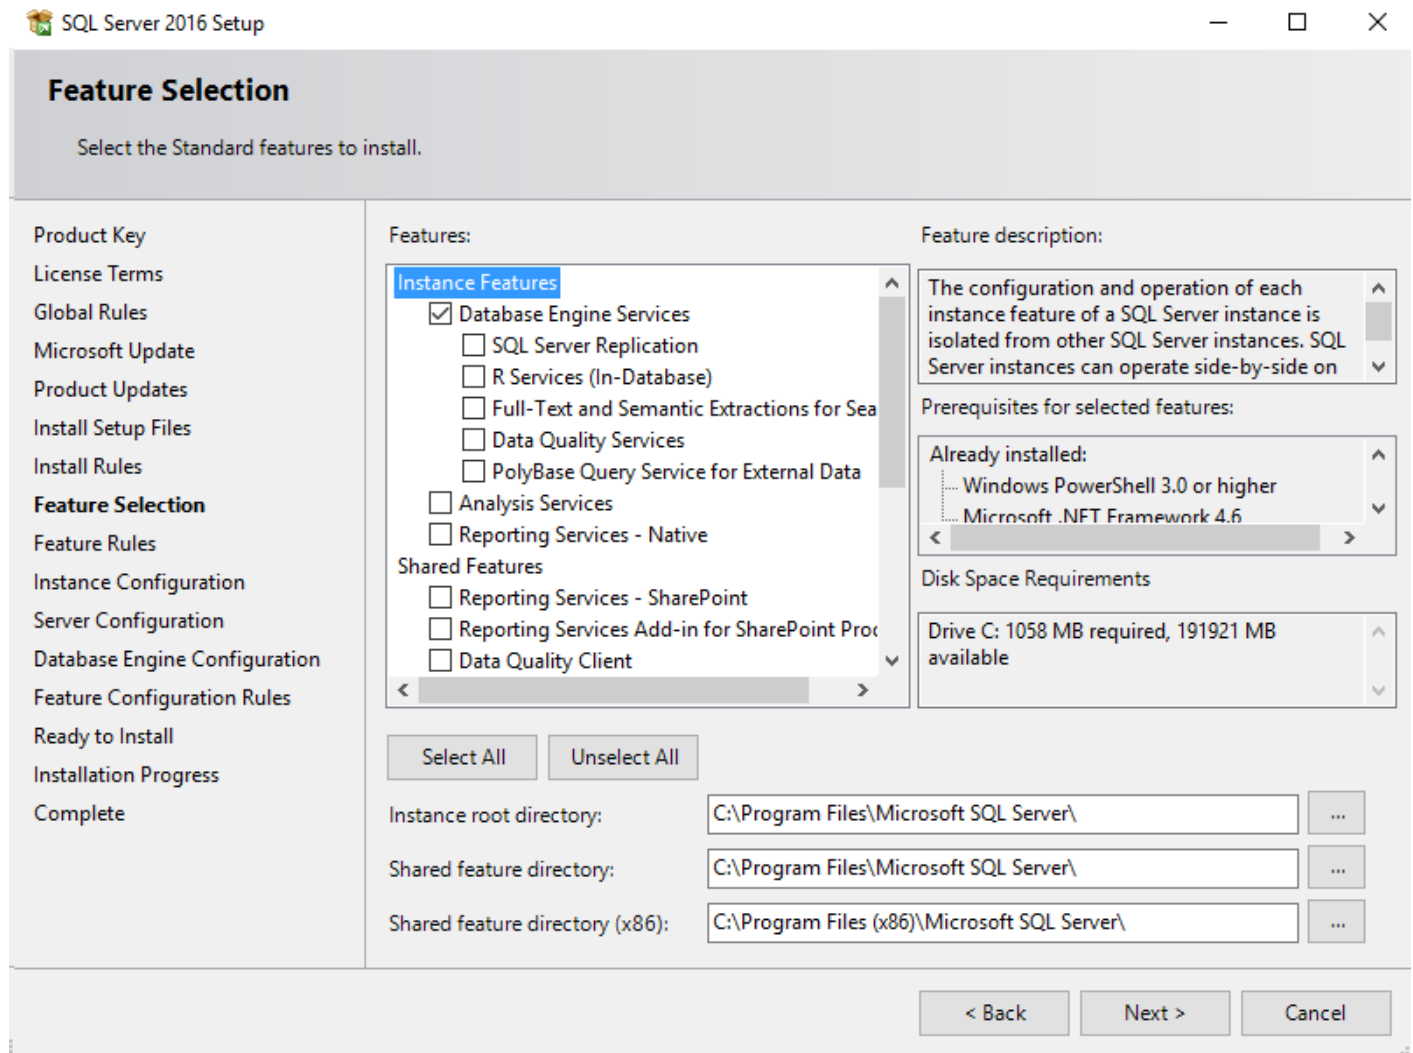 SQL Server 2016 Setup
Feature Selection
Select the Standard features to install.
Product Key
License Terms
Global Rules
Microsoft Update
Product Updates
Install Setup Files
Install Rules
Feature Selection
Feature Rules
Instance Configuration
Server Configuration
Database Engine Configuration
Feature Configuration Rules
Ready to Install
Installation Progress
Complete
Features:
Instance Features
Database Engine Services
SQL Server Replication
R Services (In-Database)
Full-Text and Semantic Extractions for Sea
Data Quality Services
PolyBase Query Service for External Data
Analysis Services
Reporting Services - Native
Shared Features
Reporting Services - SharePoint
Reporting Services Add-in for SharePoint Proc
Data Quality Client
Feature description:
The configuration and operation of each
instance feature of a SQL Server instance is
isolated from other SQL Server instances. SQL
Server instances can operate side-by-side on
Prerequisites for selected features:
Already installed:
Windows PowerShell 3.0 or higher
Microsoft .NET Framework 4.6
Disk Space Requirements
Drive C: 1058 MB required, 191921 MB
available
Select All
Unselect All
Instance root directory:
C:\Program Files\Microsoft SQL Server\
...
Shared feature directory:
C:\Program Files\Microsoft SQL Server\
...
Shared feature directory (x86):
C:\Program Files (x86)\Microsoft SQL Server\
...
< Back
Next >
Cancel